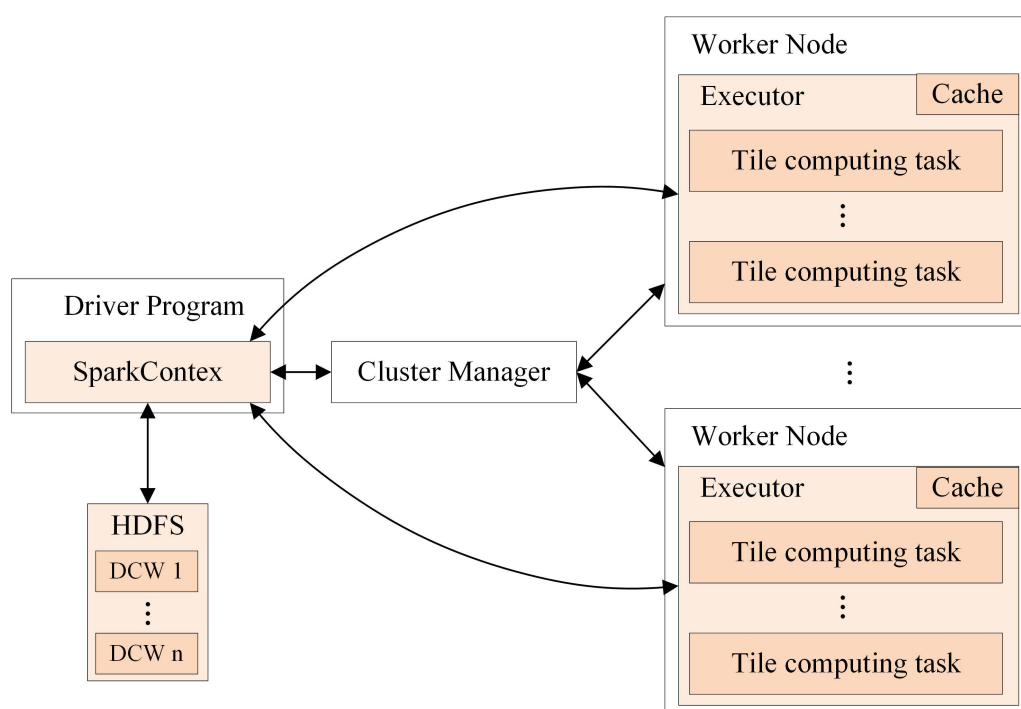 Worker Node
Executor
Cache
Tile computing task
⋮
Tile computing task
Driver Program
SparkContex
Cluster Manager
⋮
HDFS
DCW 1
⋮
DCW n
Worker Node
Executor
Cache
Tile computing task
⋮
Tile computing task